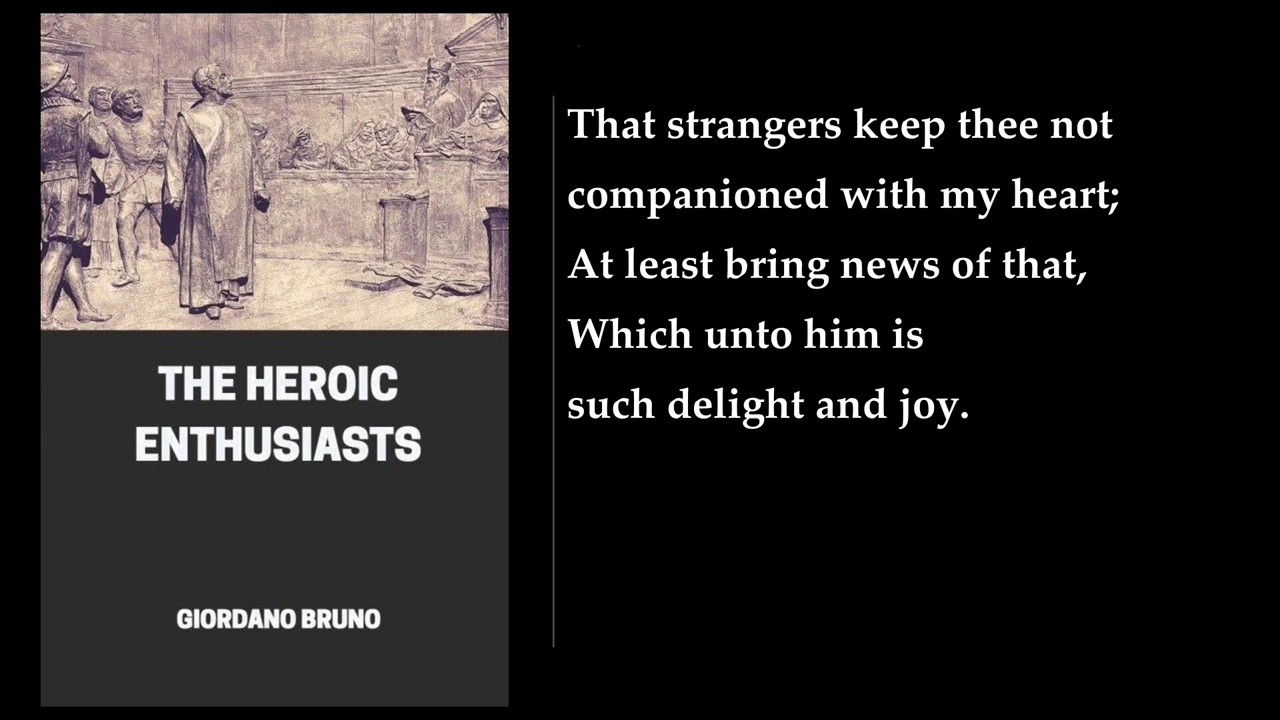 THE HEROIC
ENTHUSIASTS
GIORDANO BRUNO
That strangers keep thee not
companioned with my heart;
At least bring news of that,
Which unto him is
such delight and joy.